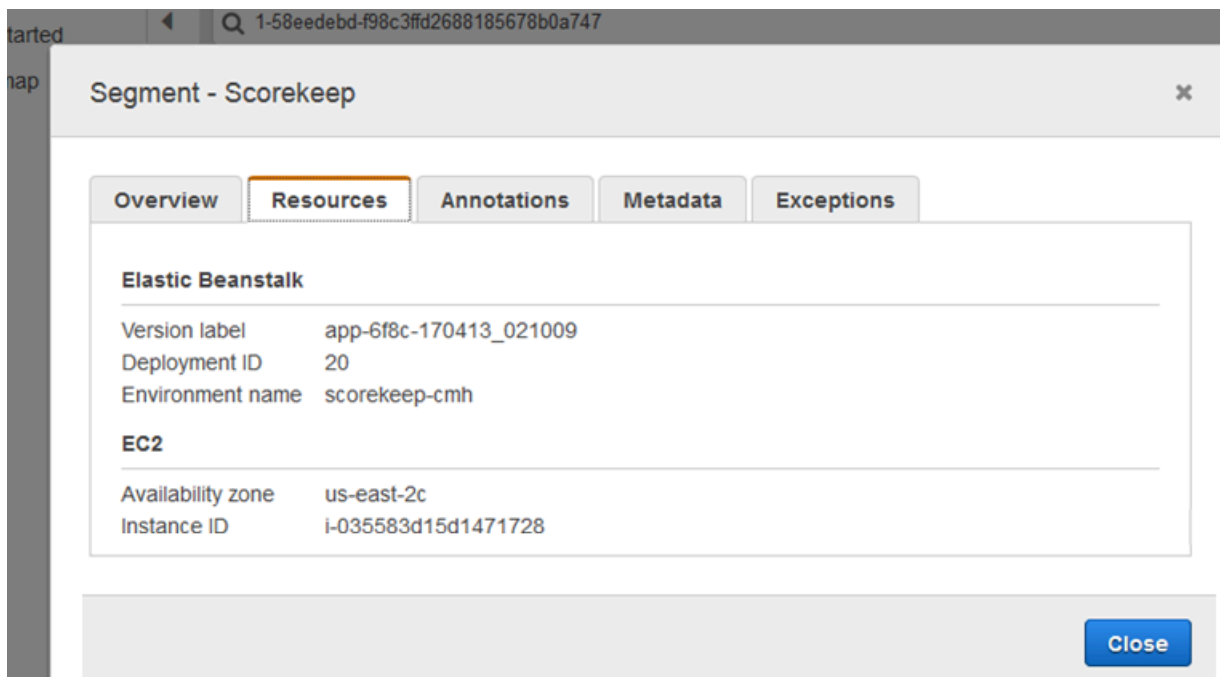 tarted
1-58eedebd-f98c3ffd2688185678b0a747
Segment - Scorekeep
Overview Resources Annotations Metadata Exceptions
Elastic Beanstalk
Version label app-6f8c-170413_021009
Deployment ID 20
Environment name scorekeep-cmh
EC2
Availability zone us-east-2c
Instance ID i-035583d15d1471728
Close